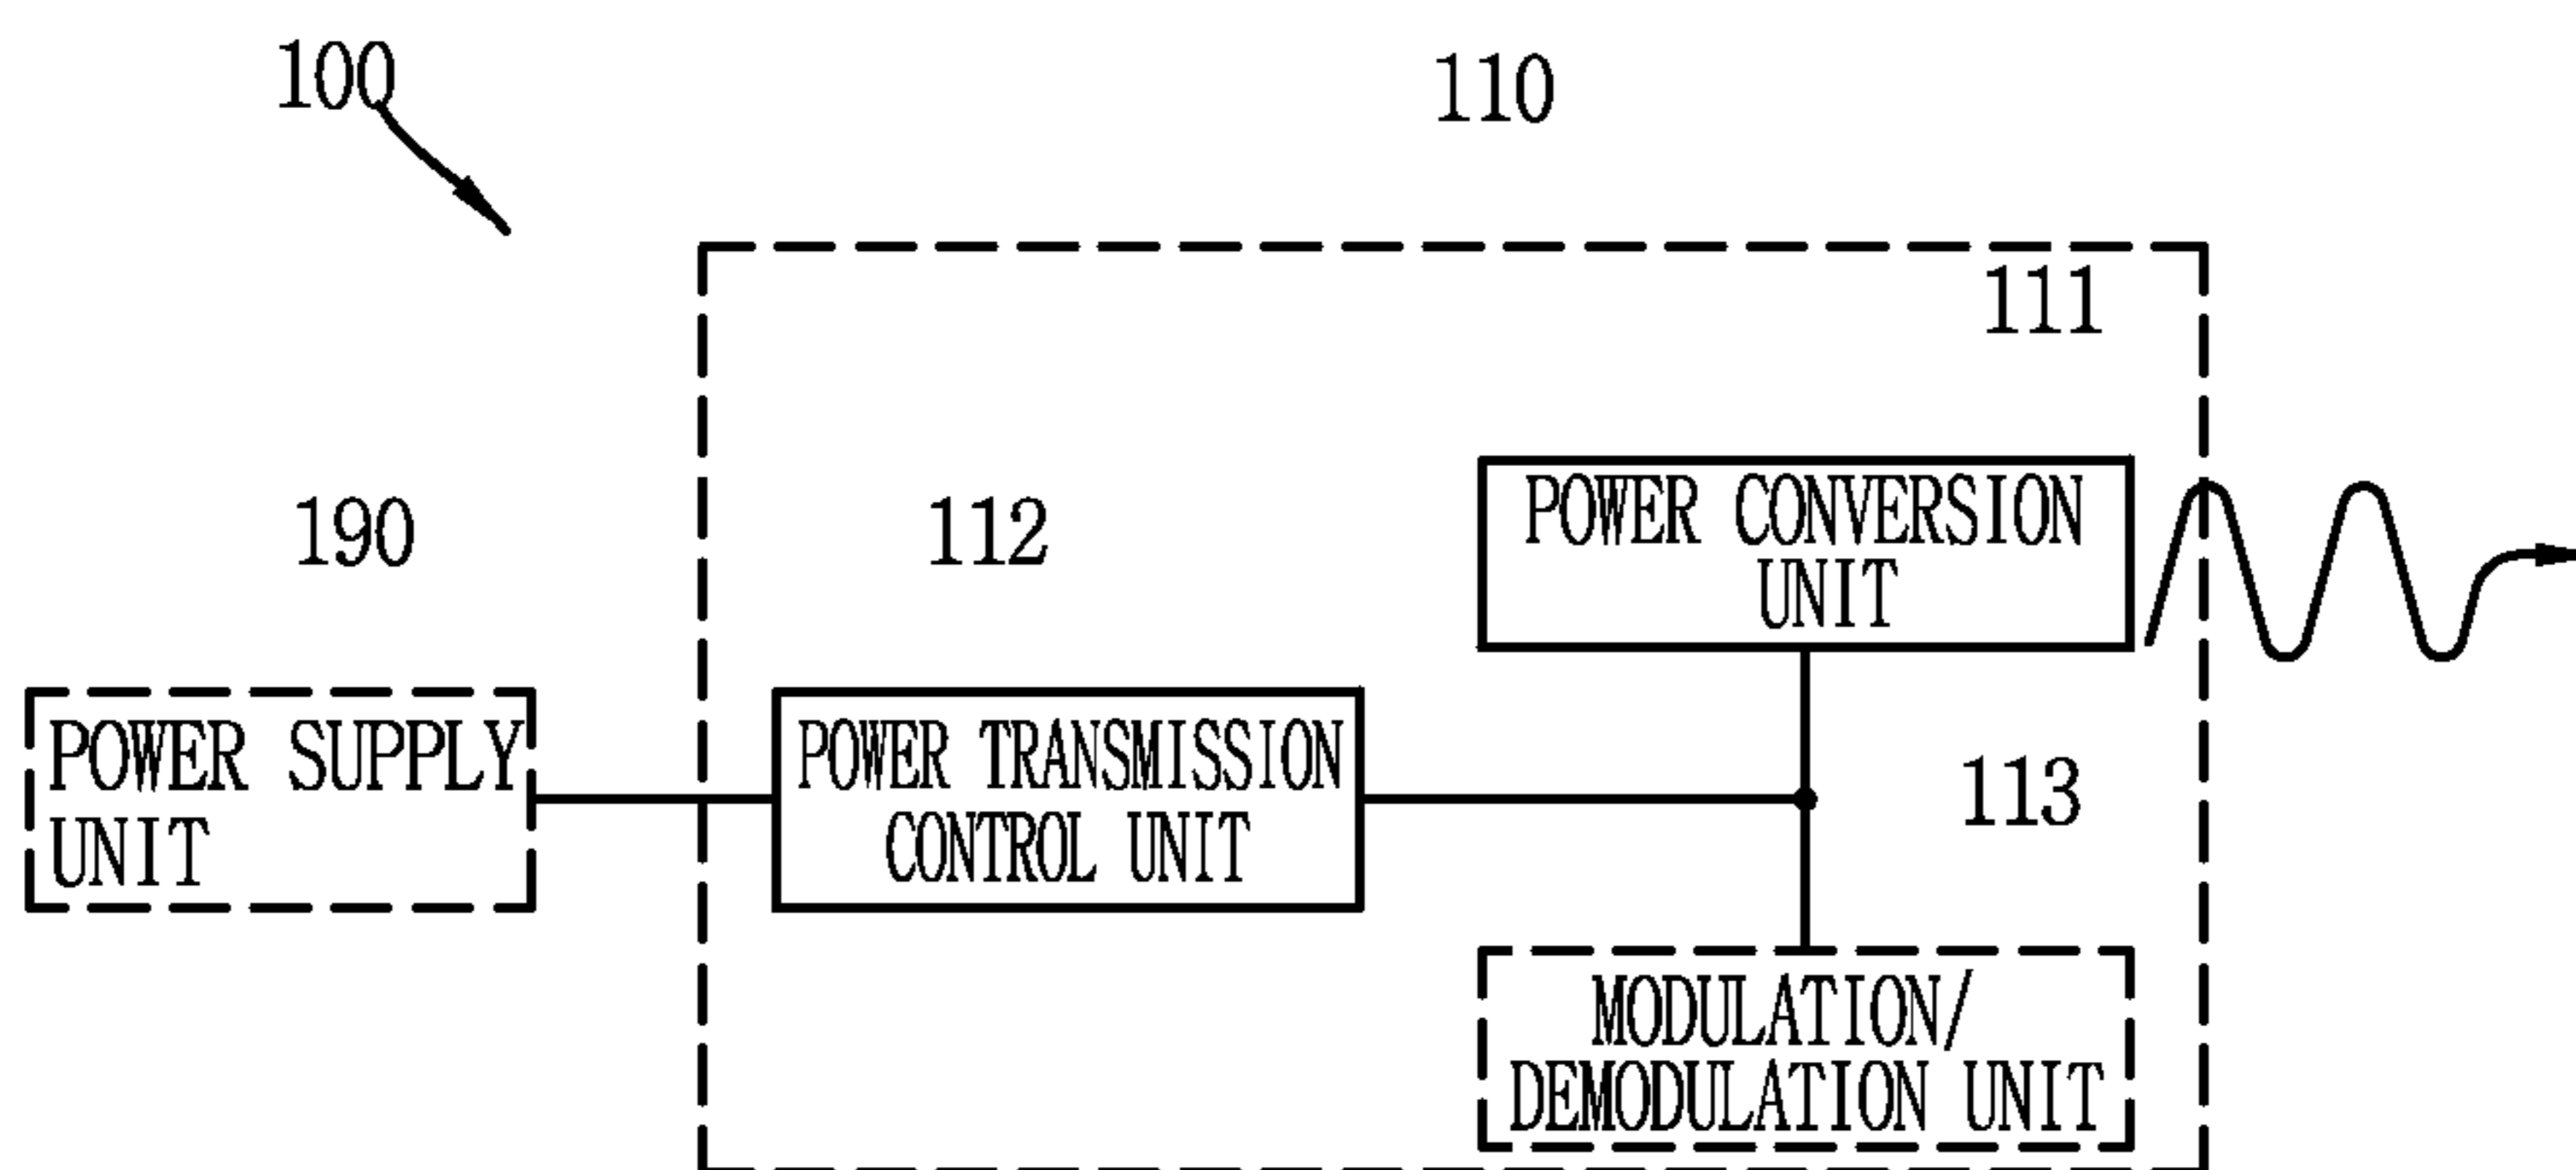 100
110
111
190
112
POWER CONVERSION
UNIT
POWER SUPPLY
UNIT
POWER TRANSMISSION
CONTROL UNIT
113
MODULATION/
DEMODULATION UNIT